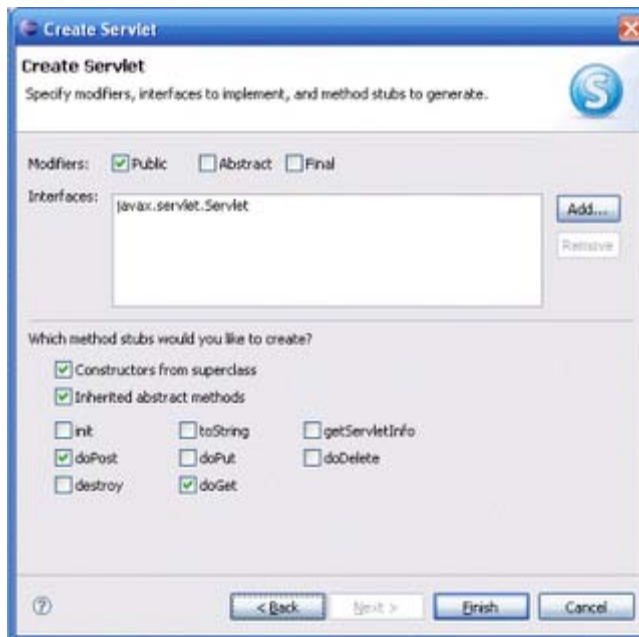 Create Servlet
Create Servlet
Specify modifiers, interfaces to implement, and method stubs to generate.
S
Modifiers: Public Abstract Final
Interfaces: javax.servlet.Servlet
Add...
Remove
Which method stubs would you like to create?
Constructors from superclass
Inherited abstract methods
init toString getServletInfo
doPost doPut doDelete
destroy doGet
? < Back Next > Finish Cancel